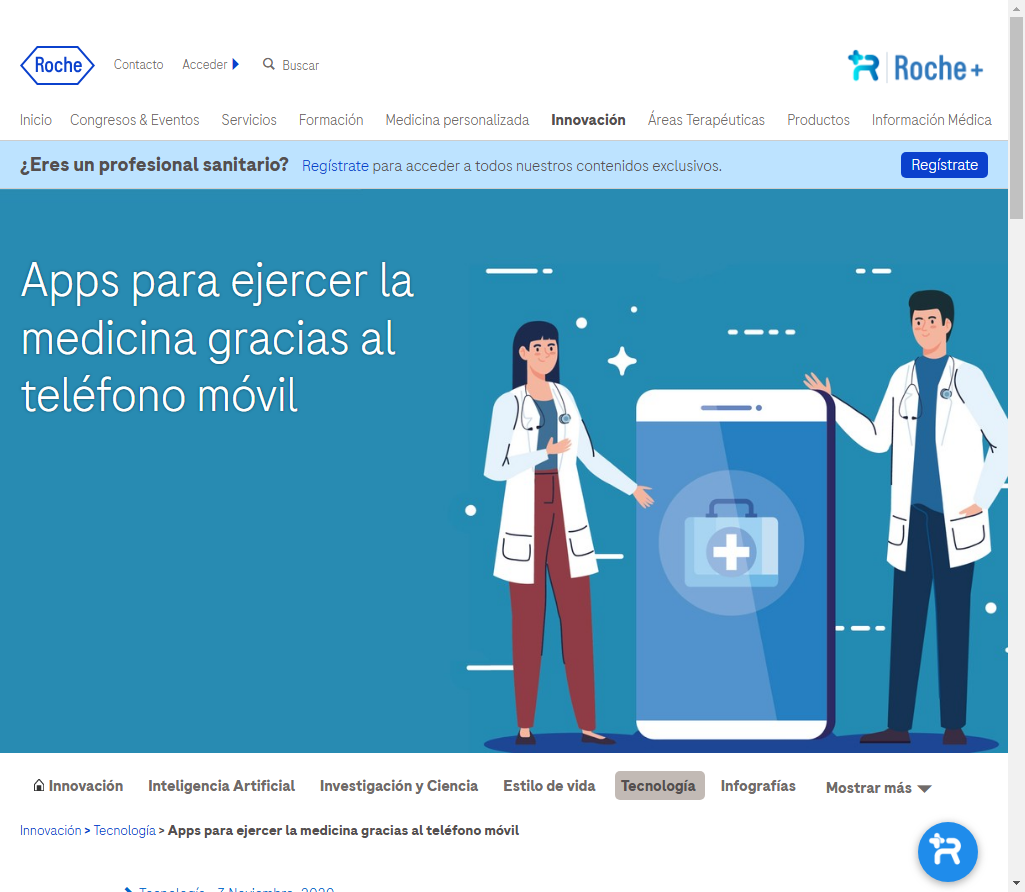 Roche
Contacto
Acceder
Buscar
Roche+
Inicio
Congresos & Eventos
Servicios
Formación
Medicina personalizada
Innovación
Áreas Terapéuticas
Productos
Información Médica
¿Eres un profesional sanitario? Regístrate para acceder a todos nuestros contenidos exclusivos.
Regístrate
Apps para ejercer la
medicina gracias al
teléfono móvil
Innovación
Inteligencia Artificial
Investigación y Ciencia
Estilo de vida
Tecnología
Infografías
Mostrar más
Innovación > Tecnología > Apps para ejercer la medicina gracias al teléfono móvil